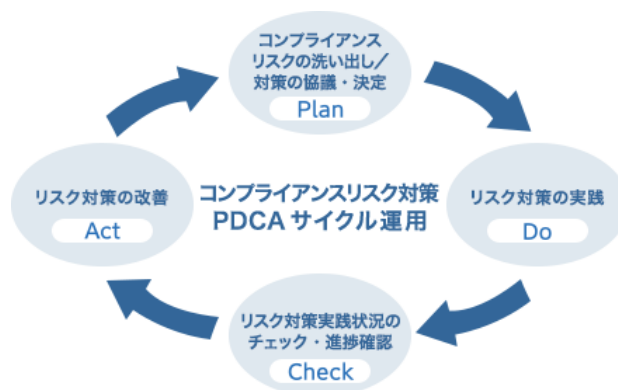 コンプライアンス
リスクの洗い出し／
対策の協議・決定
Plan
リスク対策の改善
Act
コンプライアンスリスク対策
PDCAサイクル運用
リスク対策の実践
Do
リスク対策実践状況の
チェック・進捗確認
Check